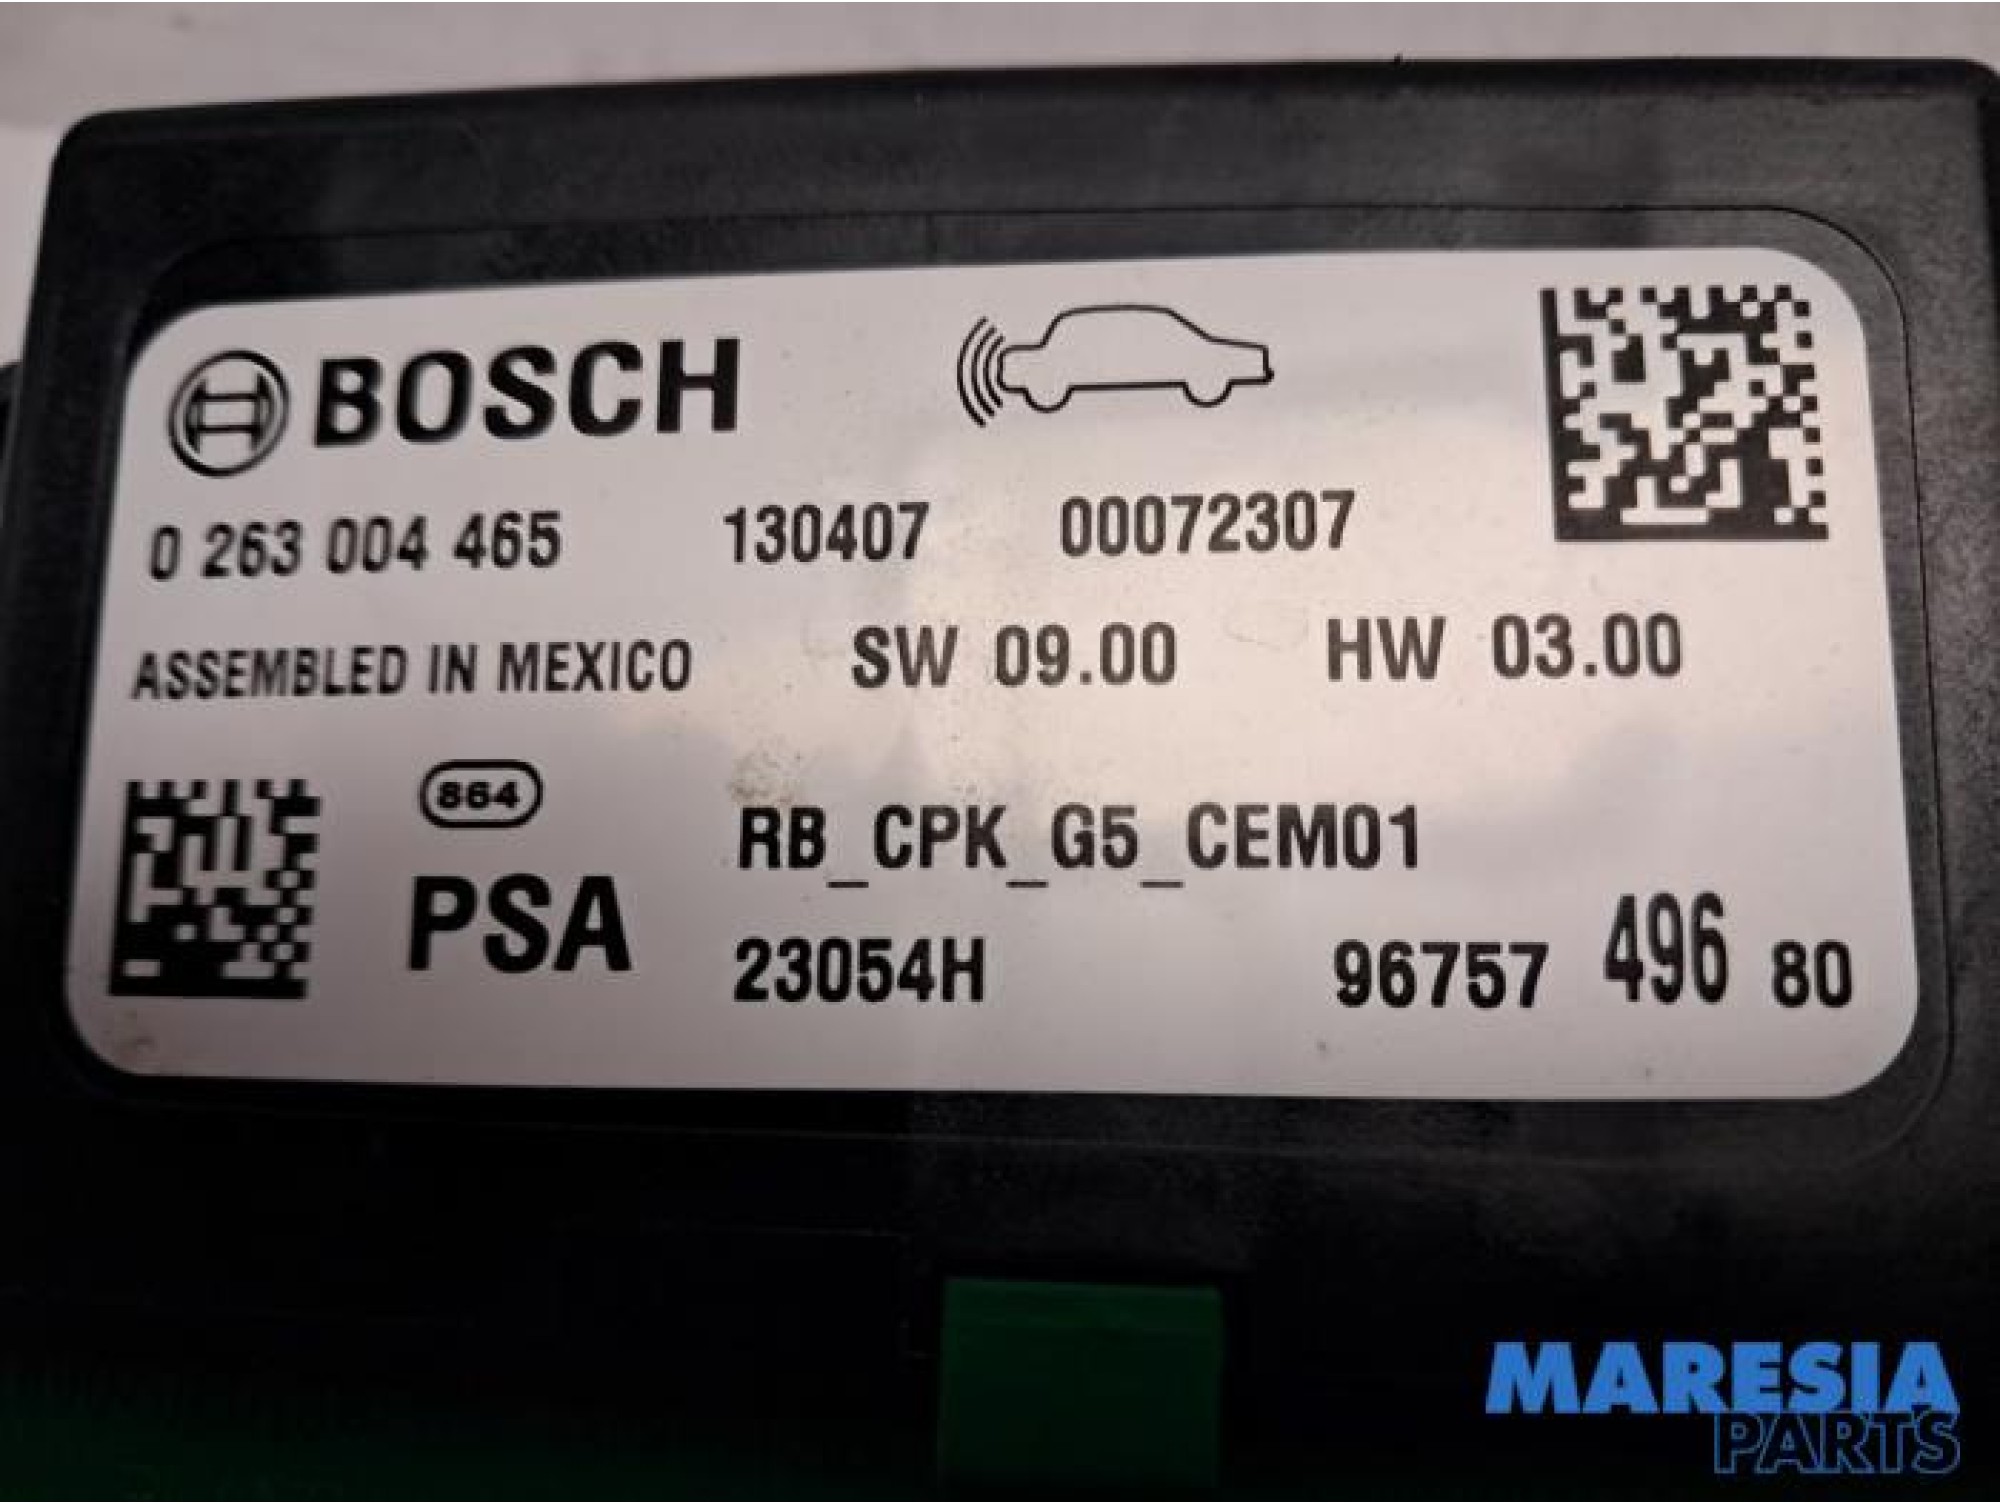 BOSCH
0 263 004 465 130407 00072307
ASSEMBLED IN MEXICO SW 09.00 HW 03.00
864
RB_CPK_G5_CEM01
PSA
23054H 96757 496 80
MARESIA
PARTS